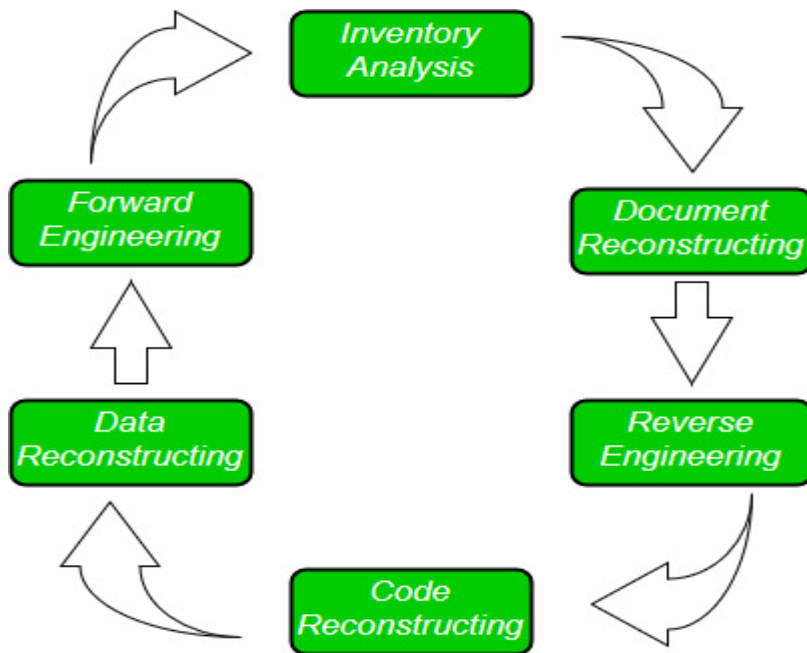 Inventory
Analysis
Document
Reconstructing
Reverse
Engineering
Code
Reconstructing
Data
Reconstructing
Forward
Engineering